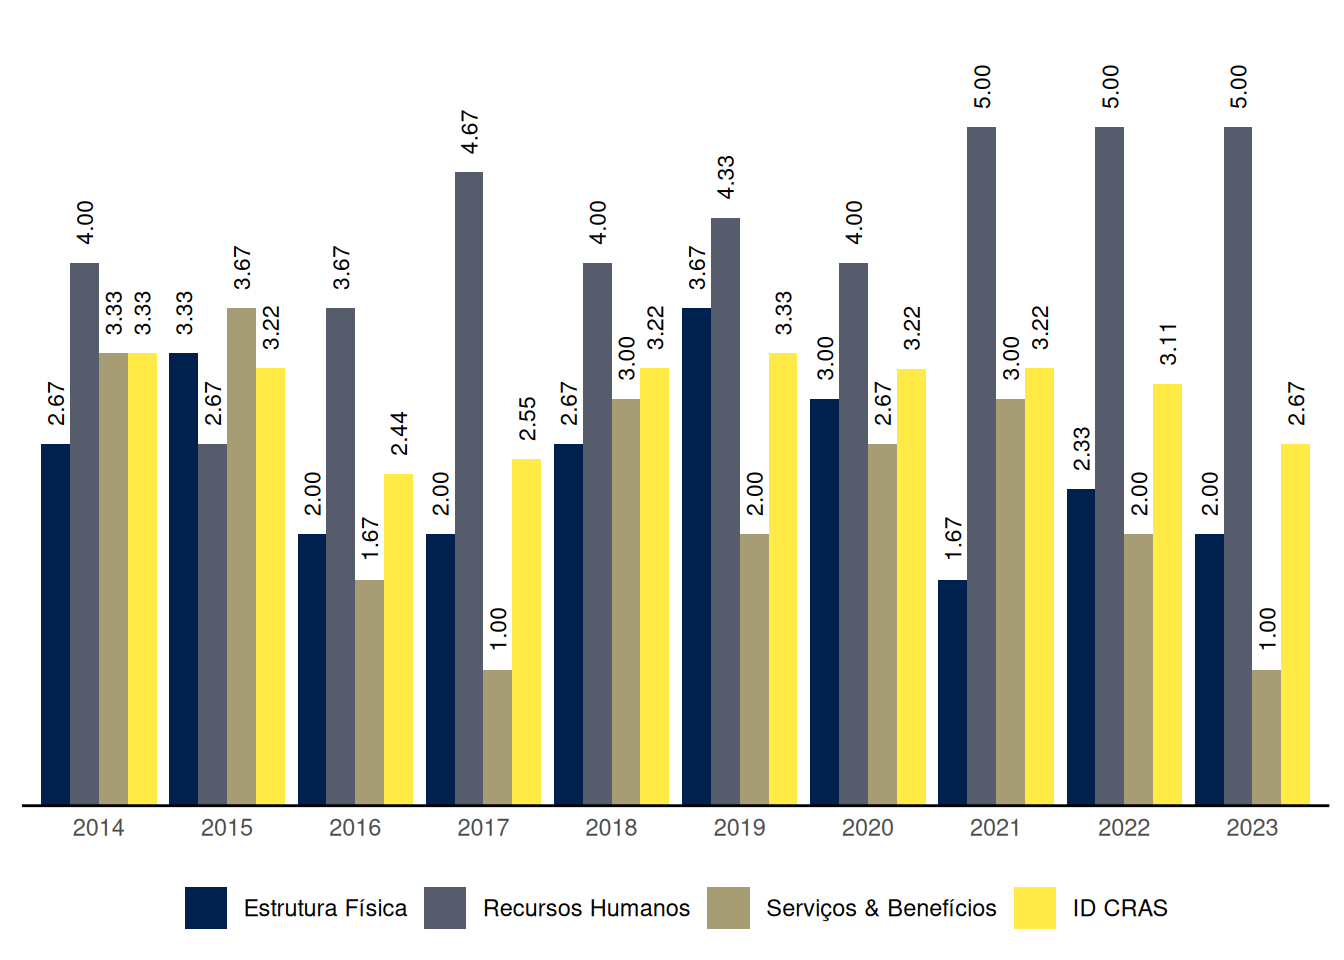 2.67 4.00 3.33 3.33
3.33 2.67 3.67 3.22
2.00 3.67 1.67 2.44
2.00 4.67 1.00 2.55
2.67 4.00 3.00 3.22
3.67 4.33 2.00 3.33
3.00 4.00 2.67 3.22
1.67 5.00 3.00 3.22
2.33 5.00 2.00 3.11
2.00 5.00 1.00 2.67
2014 2015 2016 2017 2018 2019 2020 2021 2022 2023
Estrutura Física Recursos Humanos Serviços & Benefícios ID CRAS